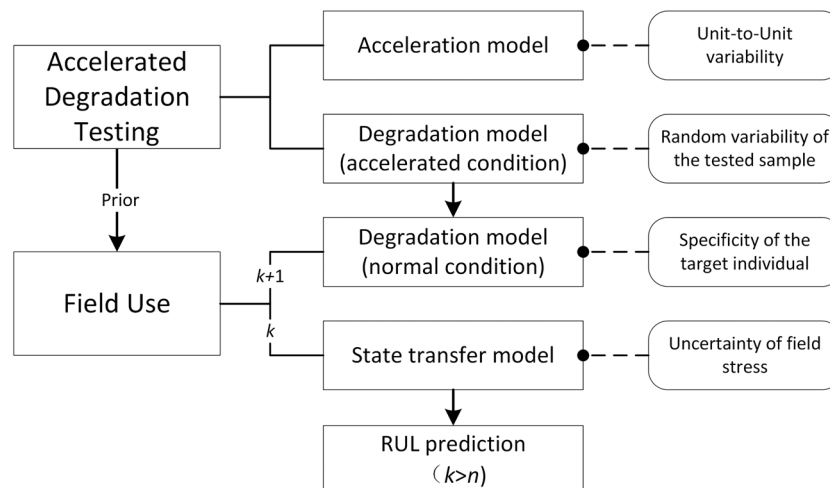 Accelerated
Degradation
Testing
Acceleration model
Unit-to-Unit
variability
Degradation model
(accelerated condition)
Random variability of
the tested sample
Prior
Field Use
k+1
k
Degradation model
(normal condition)
Specificity of the
target individual
State transfer model
Uncertainty of field
stress
RUL prediction
（k>n)